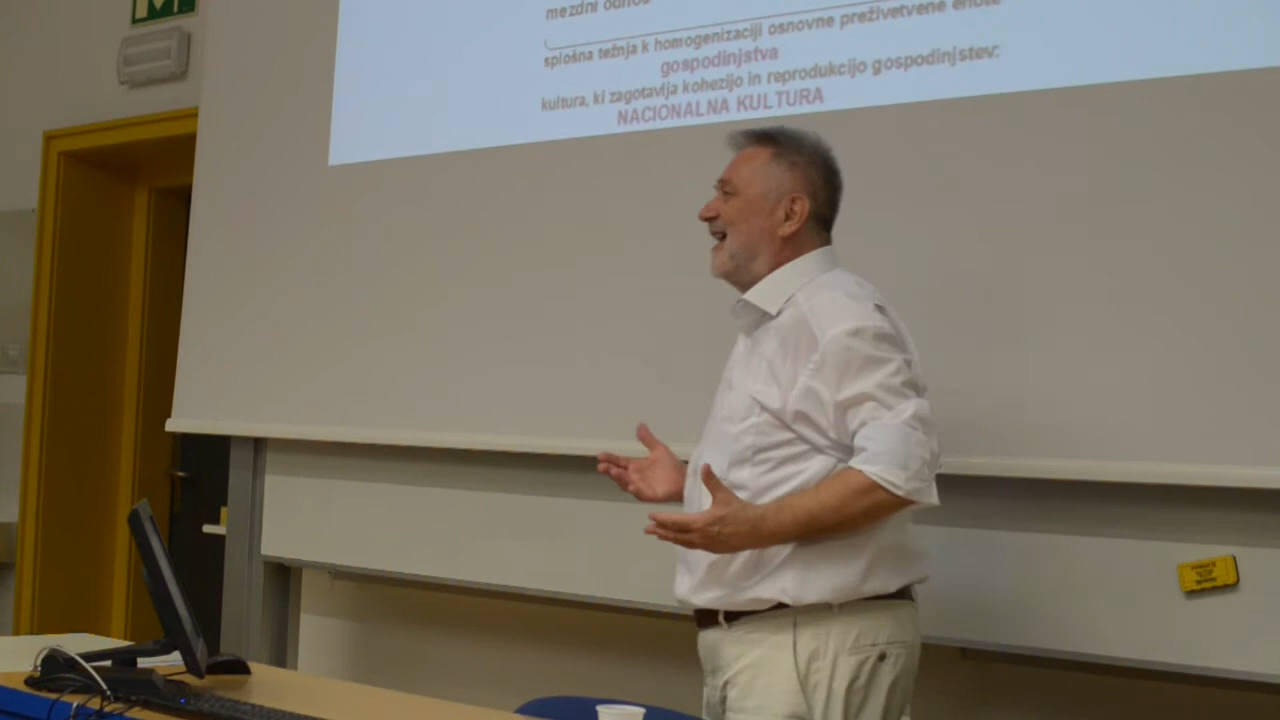 mezdni odnos
splošna težnja k homogenizaciji osnovne preživetvene enote
gospodinjstva
kultura, ki zagotavlja kohezijo in reprodukcijo gospodinjstev:
NACIONALNA KULTURA